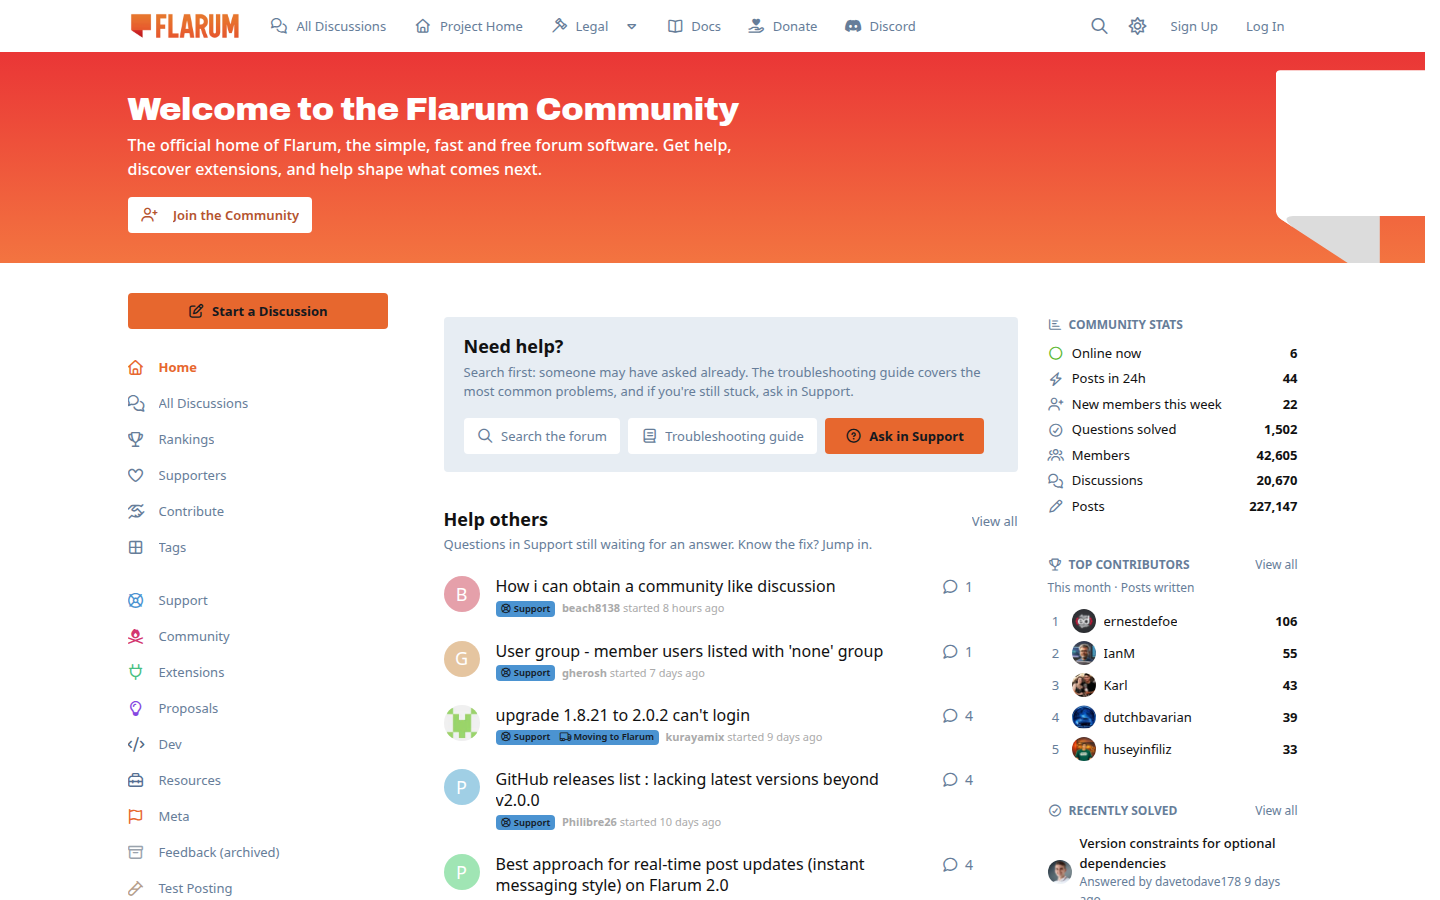 FLARUM
All Discussions
Project Home
Legal
Docs
Donate
Discord
Sign Up
Log In
Welcome to the Flarum Community
The official home of Flarum, the simple, fast and free forum software. Get help,
discover extensions, and help shape what comes next.
Join the Community
Start a Discussion
Home
All Discussions
Rankings
Supporters
Contribute
Tags
Support
Community
Extensions
Proposals
Dev
Resources
Meta
Feedback (archived)
Test Posting
Need help?
Search first: someone may have asked already. The troubleshooting guide covers the
most common problems, and if you're still stuck, ask in Support.
Search the forum
Troubleshooting guide
Ask in Support
Help others
View all
Questions in Support still waiting for an answer. Know the fix? Jump in.
B
How i can obtain a community like discussion
1
Support beach8138 started 8 hours ago
G
User group - member users listed with 'none' group
1
Support gherosh started 7 days ago
upgrade 1.8.21 to 2.0.2 can't login
4
Support Moving to Flarum kurayamix started 9 days ago
P
GitHub releases list : lacking latest versions beyond
v2.0.0
4
Support Philibre26 started 10 days ago
P
Best approach for real-time post updates (instant
messaging style) on Flarum 2.0
4
COMMUNITY STATS
Online now 6
Posts in 24h 44
New members this week 22
Questions solved 1,502
Members 42,605
Discussions 20,670
Posts 227,147
TOP CONTRIBUTORS
View all
This month · Posts written
1 ernestdefoe 106
2 IanM 55
3 Karl 43
4 dutchbavarian 39
5 huseyinfiliz 33
RECENTLY SOLVED
View all
Version constraints for optional
dependencies
Answered by davetodave178 9 days
ago